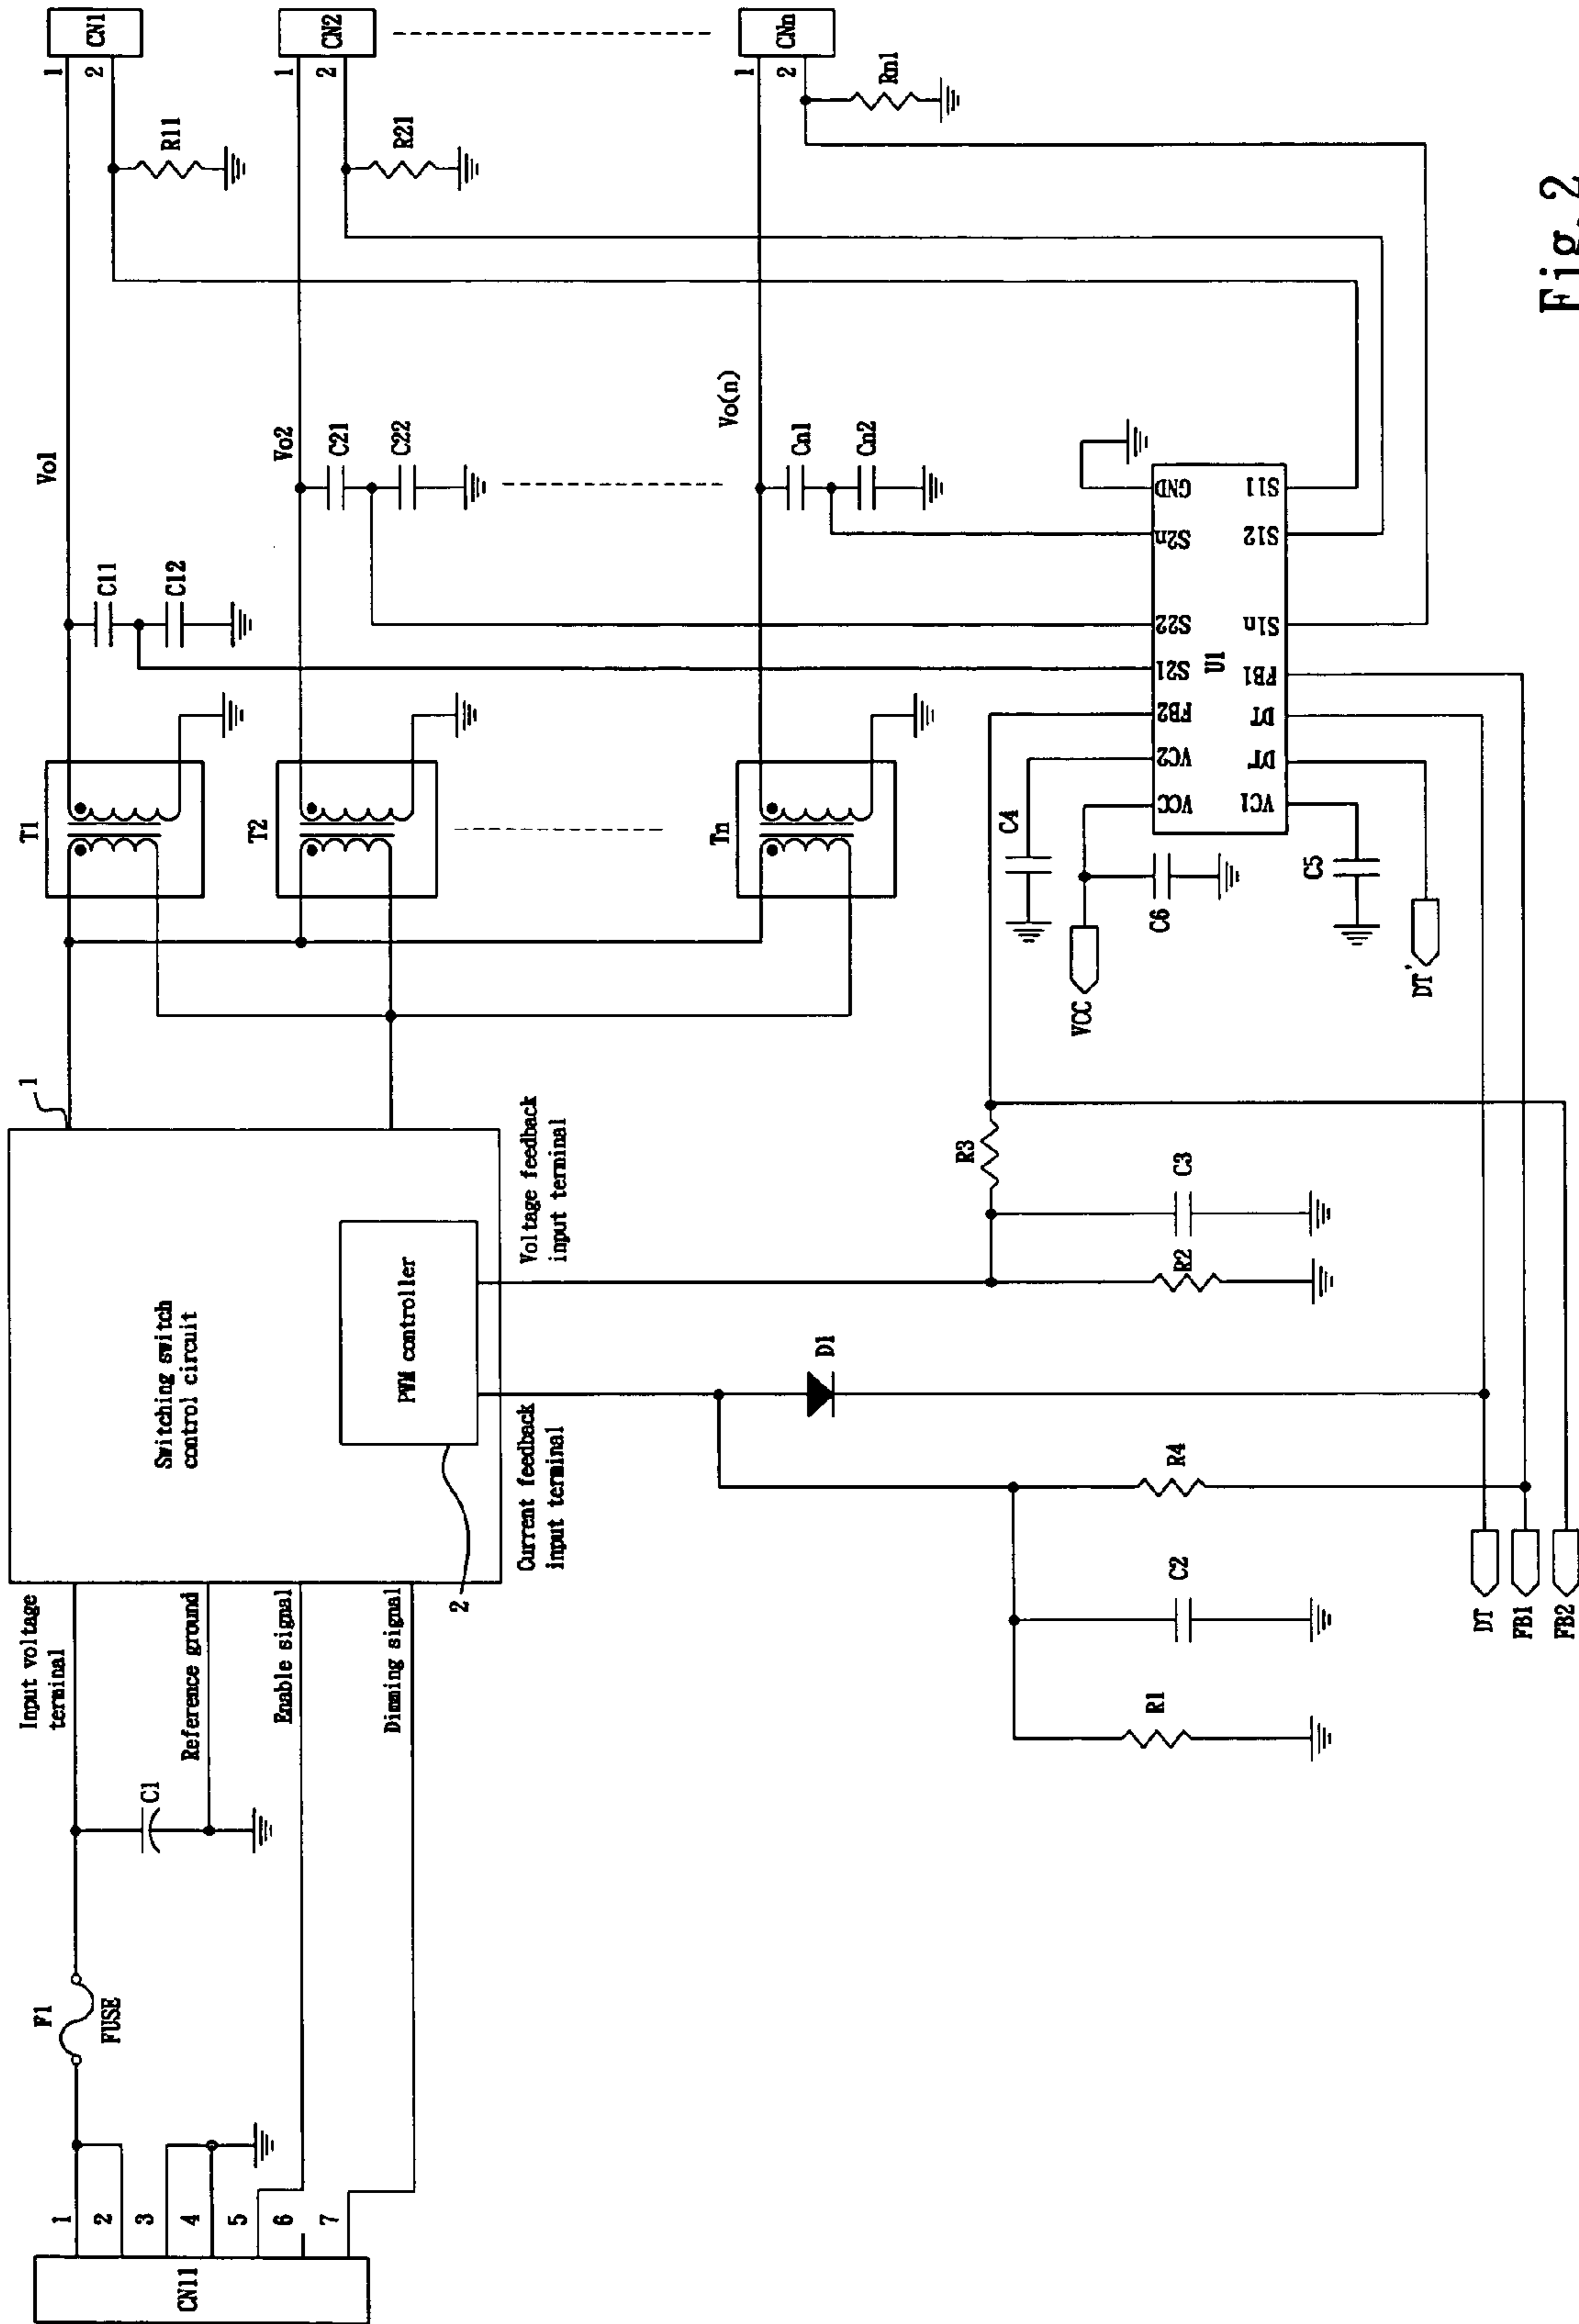 CN11
1
2
3
4
5
6
7
F1
FUSE
C1
Input voltage
terminal
Reference ground
Enable signal
Dimming signal
Switching switch
control circuit
1
PWM controller
2
Current feedback
input terminal
Voltage feedback
input terminal
T1
T2
Tn
Vo1
C11
C12
Vo2
C21
C22
Vo(n)
Cn1
Cn2
R11
R21
Rn1
1
2
CN1
1
2
CN2
1
2
CNn
R1
C2
R4
D1
R2
C3
R3
VCC
C6
C4
C5
DT'
DT
FB1
FB2
U1
VCC
VC2
FB2
S21
S22
S2n
GND
VC1
DT
DT
FB1
S1n
S12
S11
Fig.2